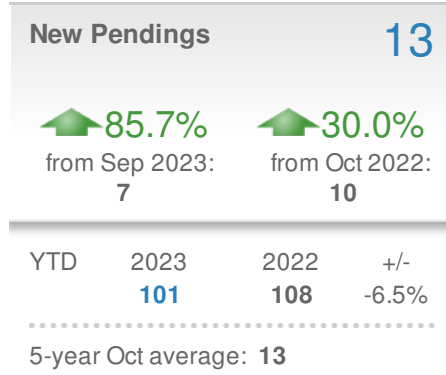 New Pendings 13
85.7% 30.0%
from Sep 2023: from Oct 2022:
7 10
YTD 2023 2022 +/-
101 108 -6.5%
5-year Oct average: 13